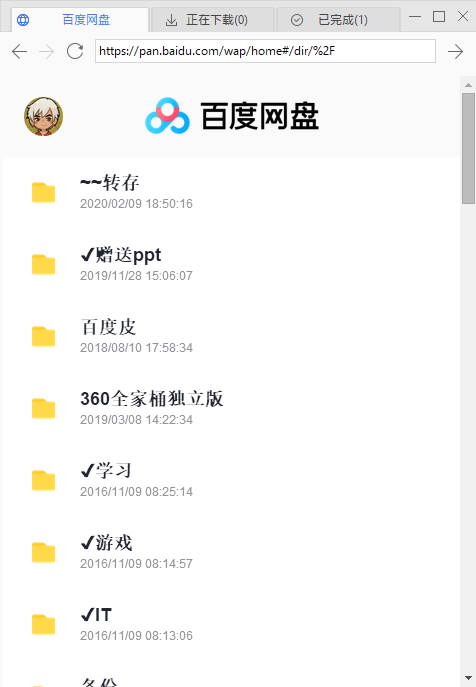 百度网盘
正在下载(0)
已完成(1)
https://pan.baidu.com/wap/home#/dir/%2F
百度网盘
~~转存
2020/02/09 18:50:16
✓赠送ppt
2019/11/28 15:06:07
百度皮
2018/08/10 17:58:34
360全家桶独立版
2019/03/08 14:22:34
✓学习
2016/11/09 08:25:14
✓游戏
2016/11/09 08:14:57
✓IT
2016/11/09 08:13:06